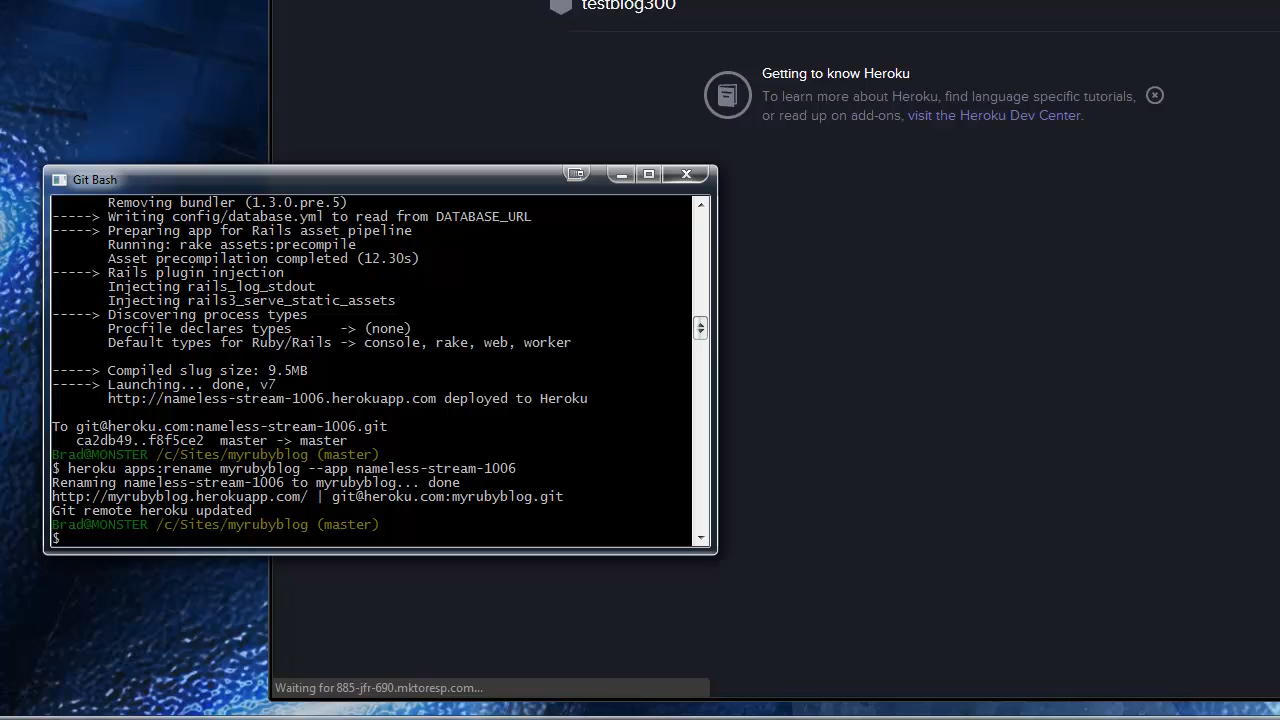 testblog300
Getting to know Heroku
To learn more about Heroku, find language specific tutorials,
or read up on add-ons, visit the Heroku Dev Center.
Git Bash
Removing bundler (1.3.0.pre.5)
-----> Writing config/database.yml to read from DATABASE_URL
-----> Preparing app for Rails asset pipeline
Running: rake assets:precompile
Asset precompilation completed (12.30s)
-----> Rails plugin injection
Injecting rails_log_stdout
Injecting rails3_serve_static_assets
-----> Discovering process types
Procfile declares types -> (none)
Default types for Ruby/Rails -> console, rake, web, worker
-----> Compiled slug size: 9.5MB
-----> Launching... done, v7
http://nameless-stream-1006.herokuapp.com deployed to Heroku
To git@heroku.com:nameless-stream-1006.git
ca2db49..f8f5ce2 master -> master
Brad@MONSTER /c/Sites/myrubyblog (master)
$ heroku apps:rename myrubyblog --app nameless-stream-1006
Renaming nameless-stream-1006 to myrubyblog... done
http://myrubyblog.herokuapp.com/ | git@heroku.com:myrubyblog.git
Git remote heroku updated
Brad@MONSTER /c/Sites/myrubyblog (master)
$
Waiting for 885-jfr-690.mktoresp.com...